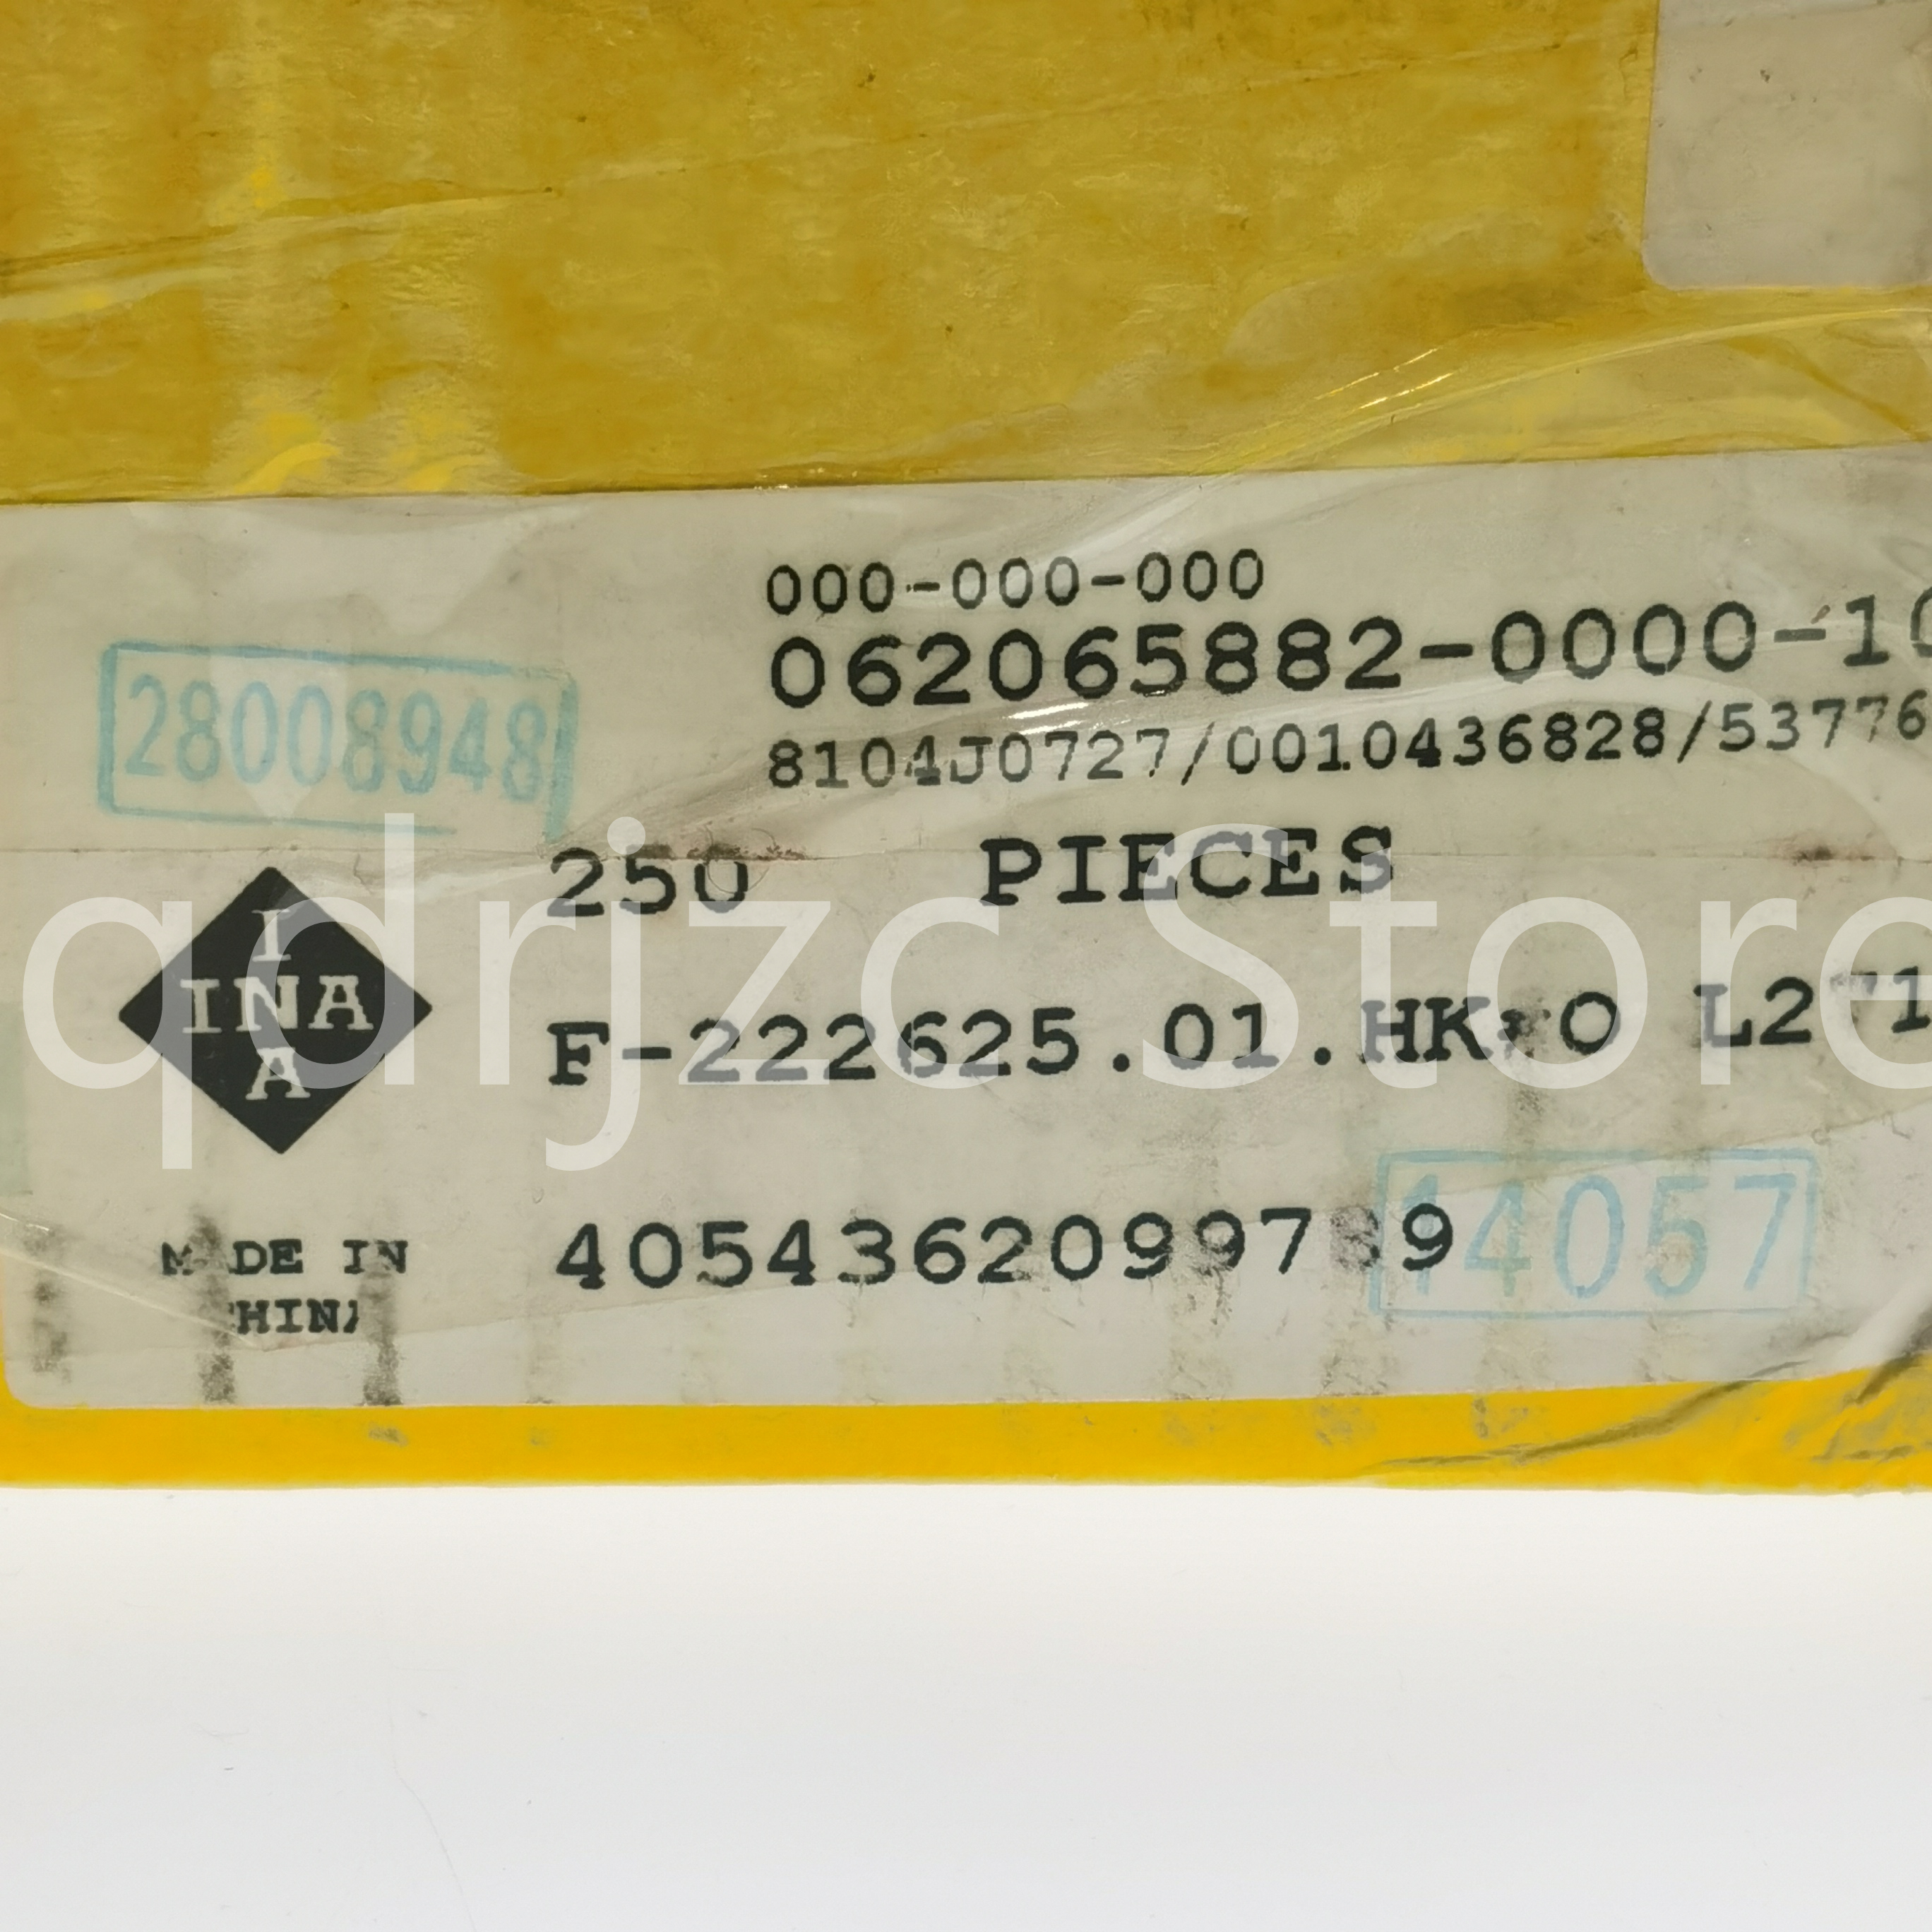 000-000-000
062065882-0000-10
28008948
8104J0727/0010436828/53776
250 PIECES
I
INA
A
F-222625.01.HK*O
qdrjzc Store
14057
MADE IN
CHINA